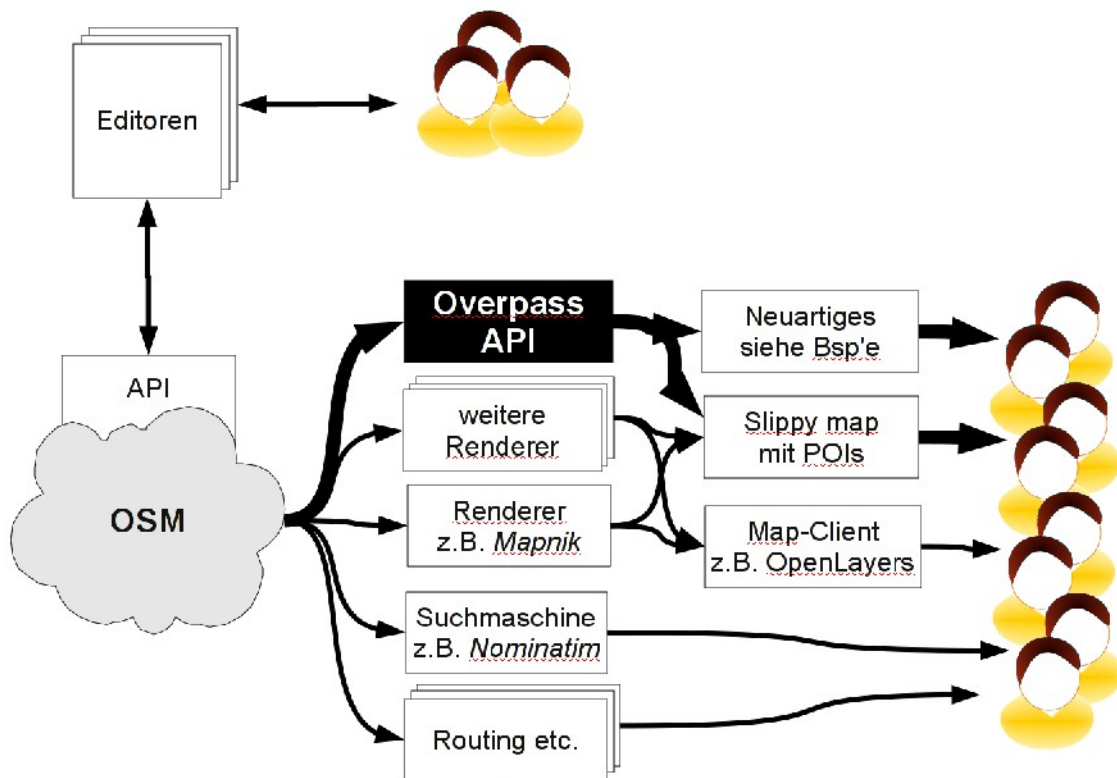 Editoren
API
OSM
Overpass
API
weitere
Renderer
Renderer
z.B. Mapnik
Suchmaschine
z.B. Nominatim
Routing etc.
Neuartiges
siehe Bsp'e
Slippy map
mit POIs
Map-Client
z.B. OpenLayers